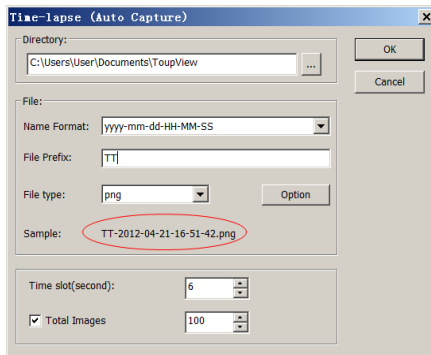 Time-lapse (Auto Capture)
Directory:
C:\Users\User\Documents\ToupView
...
OK
Cancel
File:
Name Format: yyyy-mm-dd-HH-MM-SS
File Prefix: TT
File type: png Option
Sample: TT-2012-04-21-16-51-42.png
Time slot(second): 6
Total Images 100